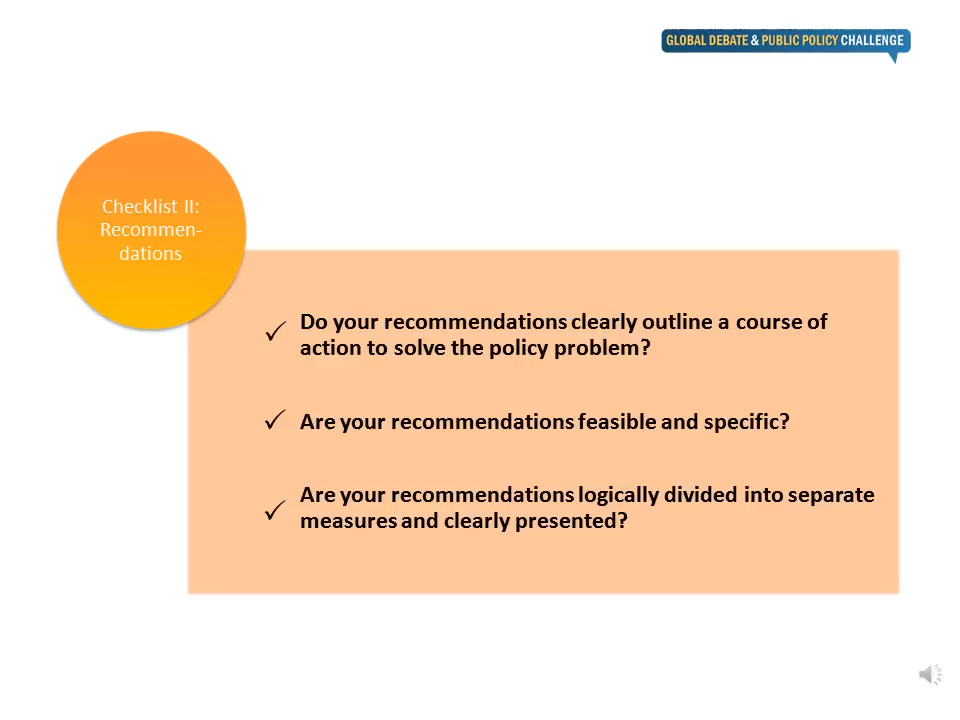 GLOBAL DEBATE & PUBLIC POLICY CHALLENGE
Checklist II:
Recommen-
dations
✓ Do your recommendations clearly outline a course of
action to solve the policy problem?
✓ Are your recommendations feasible and specific?
✓ Are your recommendations logically divided into separate
measures and clearly presented?